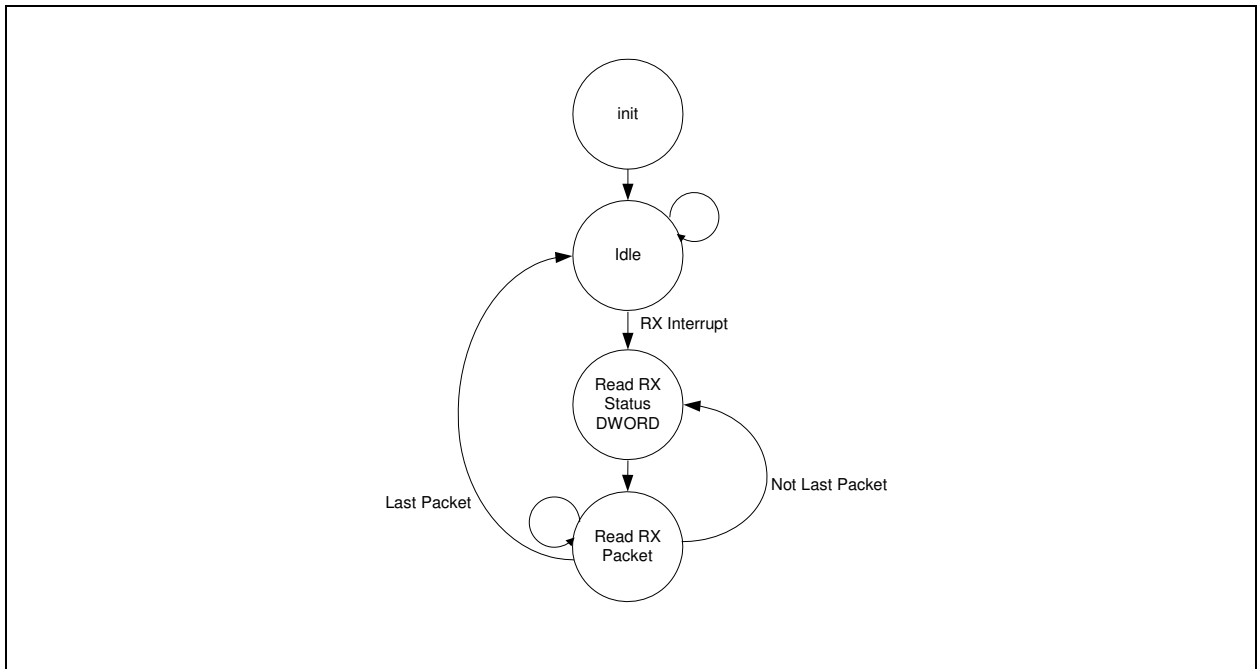 init
Idle
RX Interrupt
Read RX
Status
DWORD
Not Last Packet
Last Packet
Read RX
Packet